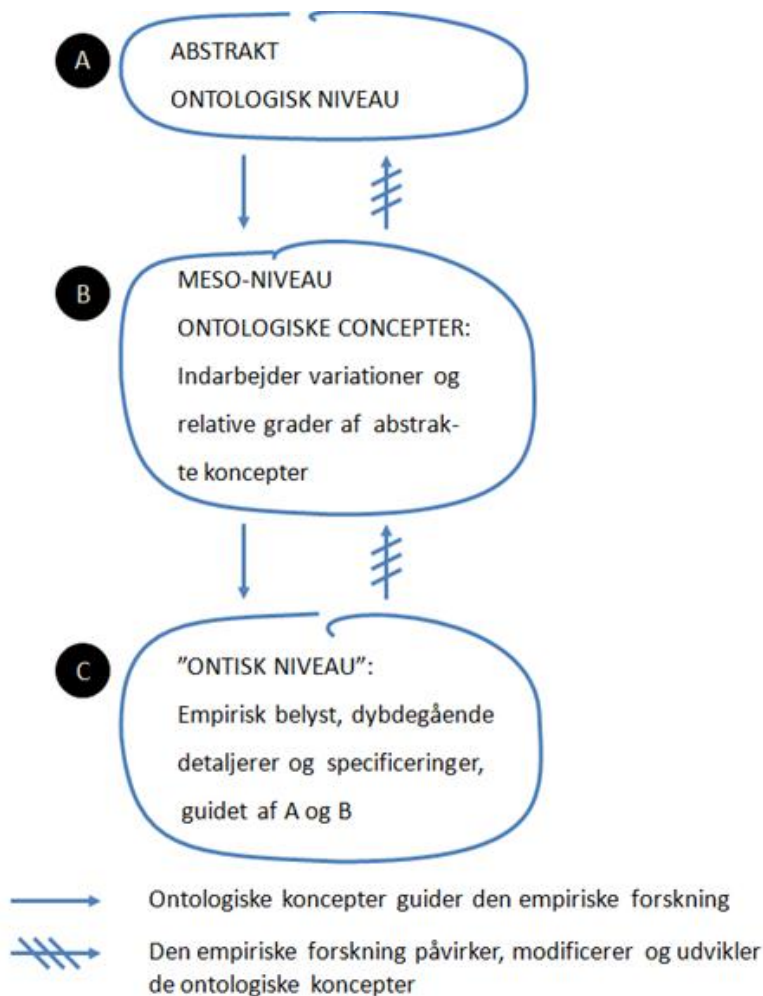 A
ABSTRAKT
ONTOLOGISK NIVEAU
B
MESO-NIVEAU
ONTOLOGISKE CONCEPTER:
Indarbejder variationer og
relative grader af abstrak-
te koncepter
C
”ONTISK NIVEAU”:
Empirisk belyst, dybdegående
detaljerer og specificeringer,
guidet af A og B
Ontologiske koncepter guider den empiriske forskning
Den empiriske forskning påvirker, modificerer og udvikler
de ontologiske koncepter